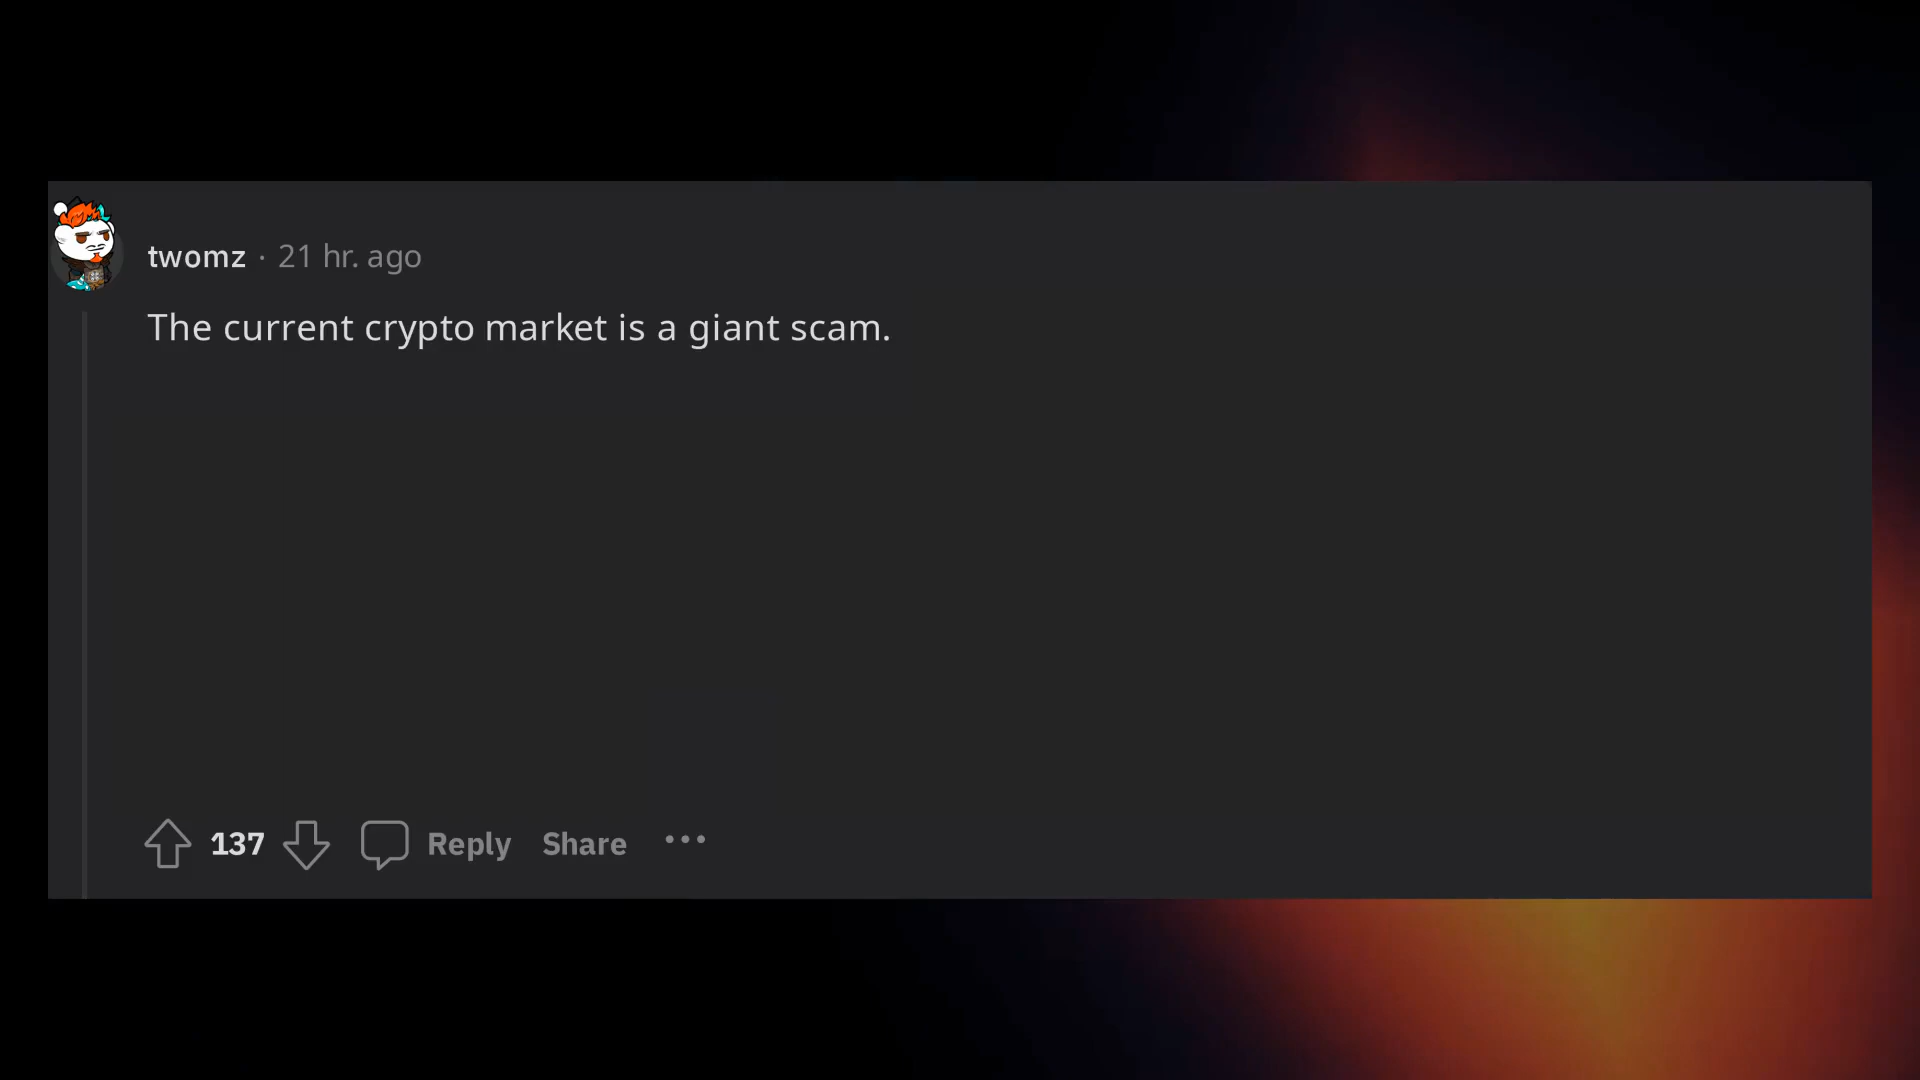 twomz · 21 hr. ago
The current crypto market is a giant scam.
137 Reply Share ···